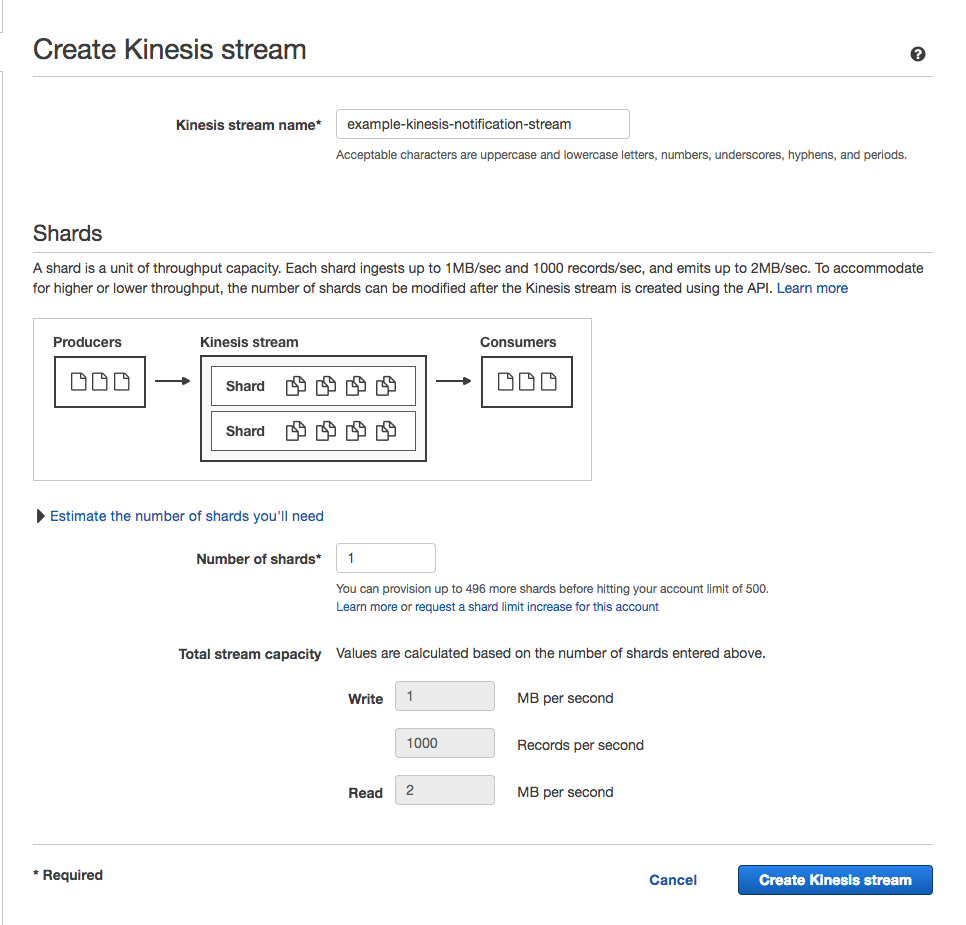 Create Kinesis stream
Kinesis stream name*
example-kinesis-notification-stream
Acceptable characters are uppercase and lowercase letters, numbers, underscores, hyphens, and periods.
Shards
A shard is a unit of throughput capacity. Each shard ingests up to 1MB/sec and 1000 records/sec, and emits up to 2MB/sec. To accommodate
for higher or lower throughput, the number of shards can be modified after the Kinesis stream is created using the API. Learn more
Producers
Kinesis stream
Consumers
Shard
Shard
Estimate the number of shards you'll need
Number of shards*
1
You can provision up to 496 more shards before hitting your account limit of 500.
Learn more or request a shard limit increase for this account
Total stream capacity
Values are calculated based on the number of shards entered above.
Write
1
MB per second
1000
Records per second
Read
2
MB per second
* Required
Cancel
Create Kinesis stream